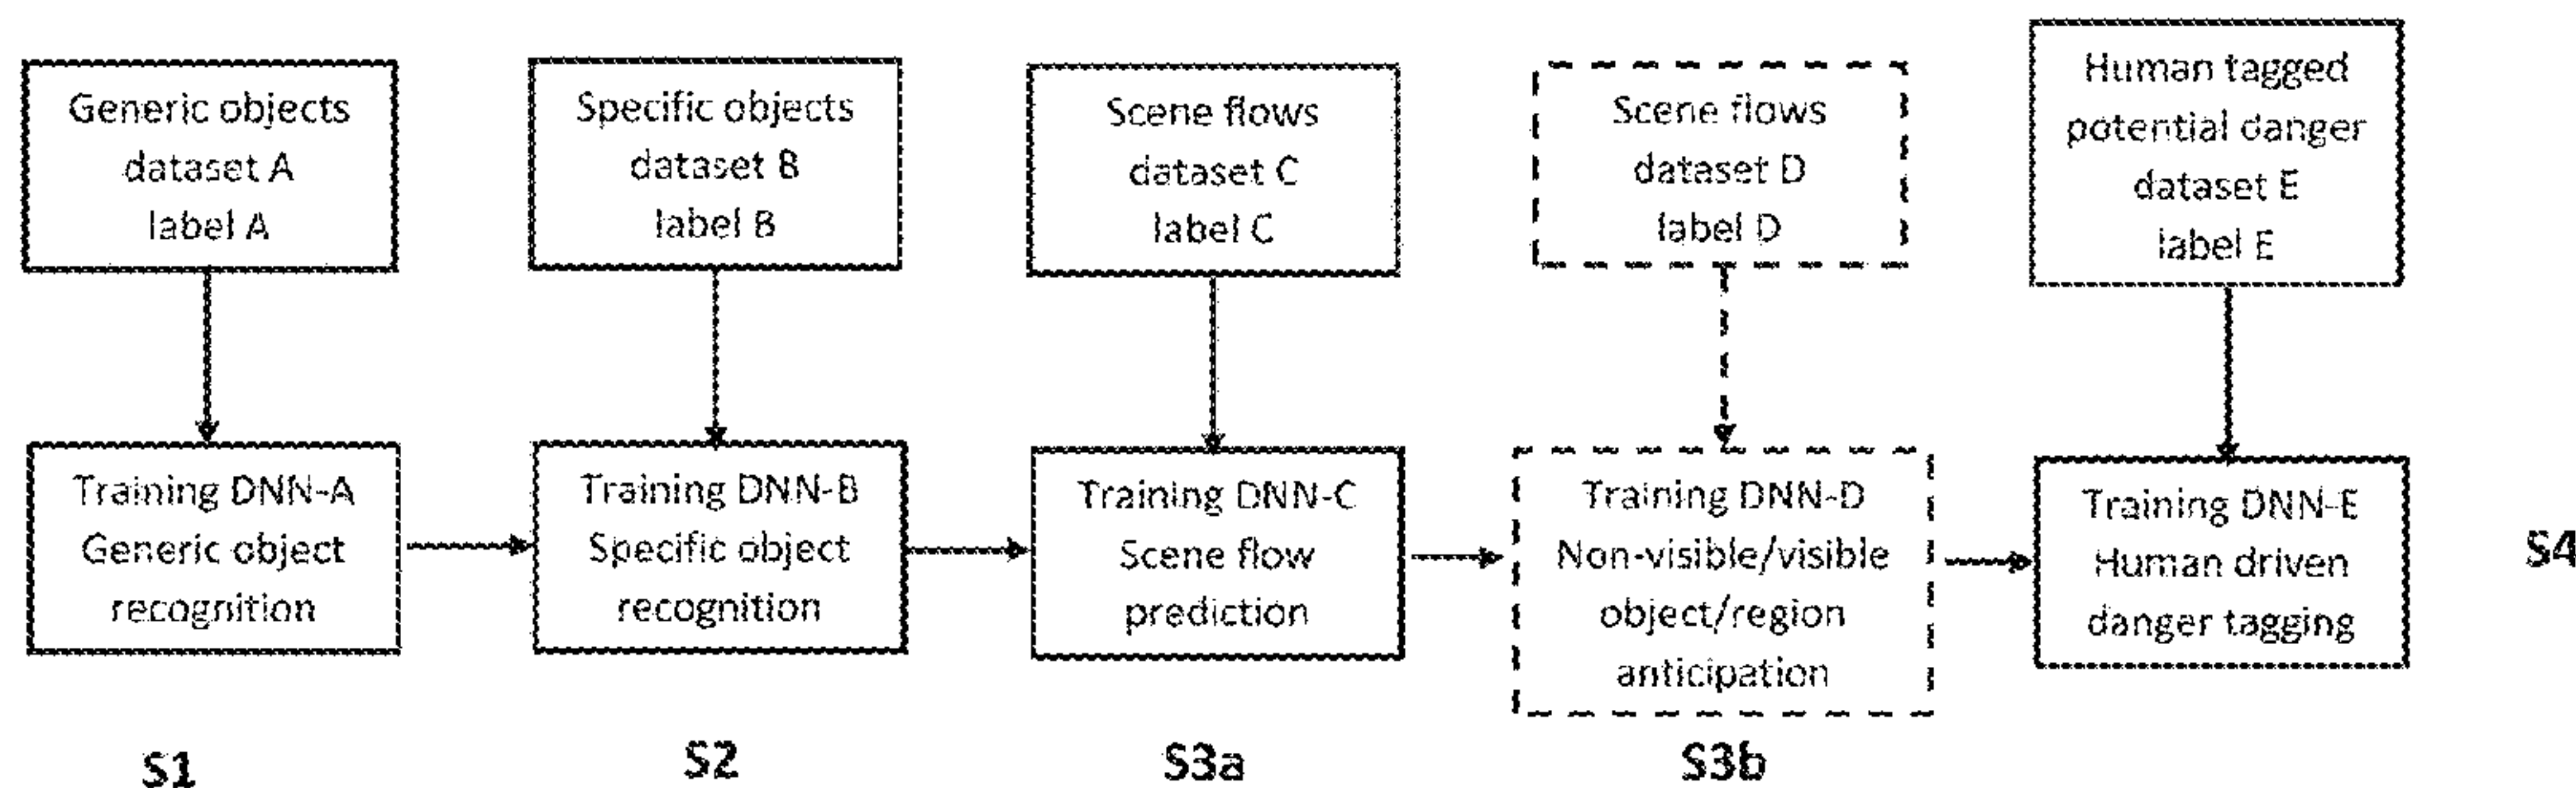 Generic objects
dataset A
label A
Specific objects
dataset B
label B
Scene flows
dataset C
label C
Scene flows
dataset D
label D
Human tagged
potential danger
dataset E
label E
Training DNN-A
Generic object
recognition
Training DNN-B
Specific object
recognition
Training DNN-C
Scene flow
prediction
Training DNN-D
Non-visible/visible
object/region
anticipation
Training DNN-E
Human driven
danger tagging
S4
S1
S2
S3a
S3b